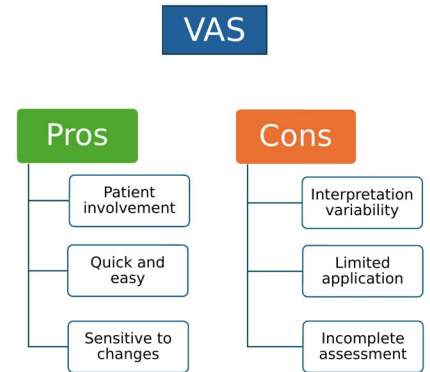 VAS
Pros
Patient
involvement
Quick and
easy
Sensitive to
changes
Cons
Interpretation
variability
Limited
application
Incomplete
assessment